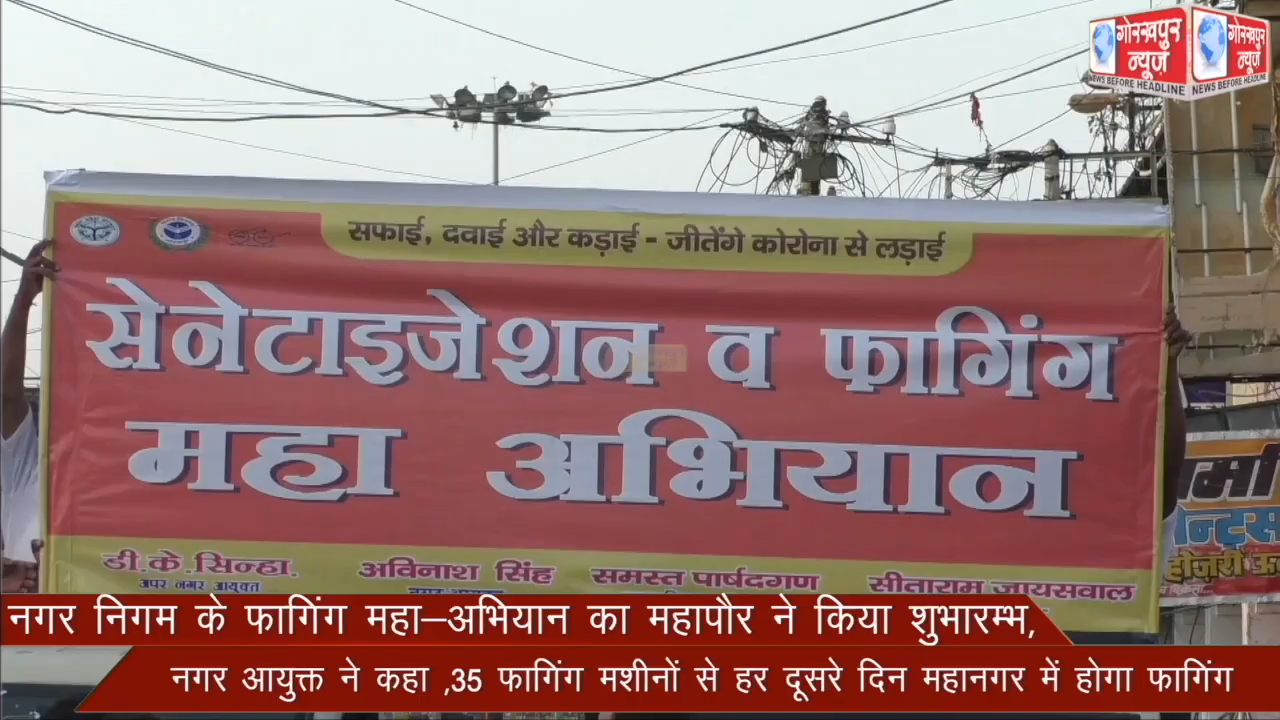 गोरखपुर गोरखपुर
न्यूज़ न्यूज़
NEWS BEFORE HEADLINE NEWS BEFORE HEADLINE
सफाई, दवाई और कड़ाई - जीतेंगे कोरोना से लड़ाई
सेनेटाइजेशन व फागिंग
महा अभियान
डी.के.सिन्हा. अविनाश सिंह समस्त पार्षदगण सीताराम जायसवाल
अपर नगर आयुक्त
होज़री
नगर निगम के फागिंग महा–अभियान का महापौर ने किया शुभारम्भ,
नगर आयुक्त ने कहा ,35 फागिंग मशीनों से हर दूसरे दिन महानगर में होगा फागिंग